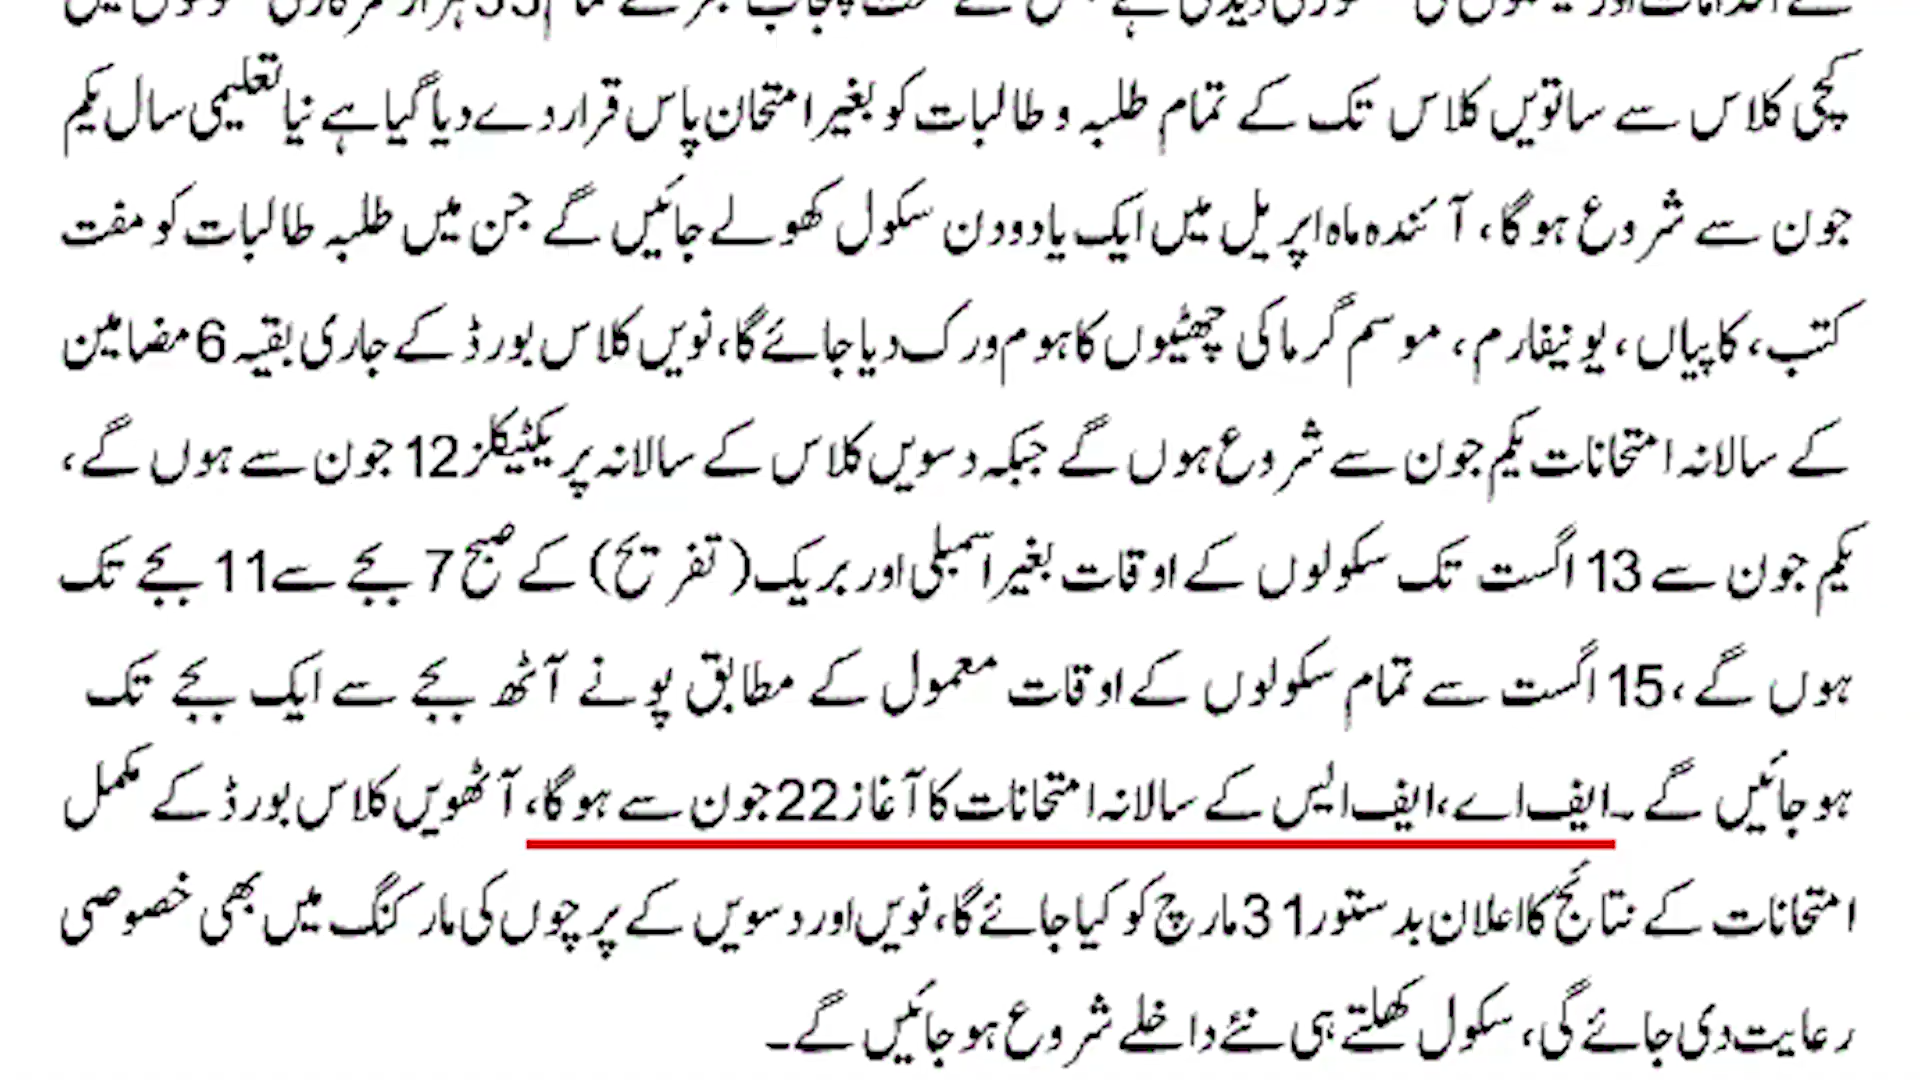 کچی کلاس سے ساتویں کلاس تک کے تمام طلبہ و طالبات کو بغیر امتحان پاس قرار دے دیا گیا ہے نیا تعلیمی سال یکم
جون سے شروع ہو گا، آئندہ ماہ اپریل میں ایک یا دو دن سکول کھولے جائیں گے جن میں طلبہ طالبات کو مفت
کتب، کاپیاں، یونیفارم، موسم گرما کی چھٹیوں کا ہوم ورک دیا جائے گا، نویں کلاس بورڈ کے جاری بقیہ 6 مضامین
کے سالانہ امتحانات یکم جون سے شروع ہوں گے جبکہ دسویں کلاس کے سالانہ پریکٹیکلز 12 جون سے ہوں گے،
یکم جون سے 13 اگست تک سکولوں کے اوقات بغیر اسمبلی اور بریک (تفریح) کے صبح 7 بجے سے 11 بجے تک
ہوں گے، 15 اگست سے تمام سکولوں کے اوقات معمول کے مطابق پونے آٹھ بجے سے ایک بجے تک
ہو جائیں گے۔ ایف اے، ایف ایس کے سالانہ امتحانات کا آغاز 22 جون سے ہو گا، آٹھویں کلاس بورڈ کے مکمل
امتحانات کے نتائج کا اعلان بدستور 31 مارچ کو کیا جائے گا، نویں اور دسویں کے پرچوں کی مارکنگ میں بھی خصوصی
رعایت دی جائے گی، سکول کھلتے ہی نئے داخلے شروع ہو جائیں گے۔